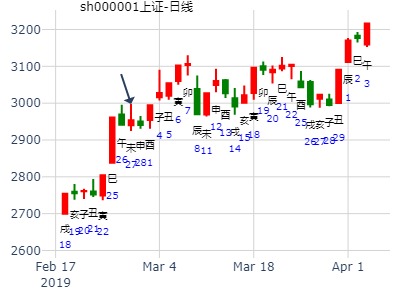 sh000001上证-日线
3200
3100
3000
2900
2800
2700
2600
戌
18
亥
19
子
20
丑
21
寅
22
巳
25
午
26
未
27
申
28
酉
1
子
4
丑
5
寅
6
卯
7
辰
8
未
11
申
12
酉
13
戌
14
亥
15
寅
18
卯
19
辰
20
巳
21
午
22
酉
25
戌
26
亥
27
子
28
丑
29
辰
1
巳
2
午
3
Feb 17
2019
Mar 4
Mar 18
Apr 1